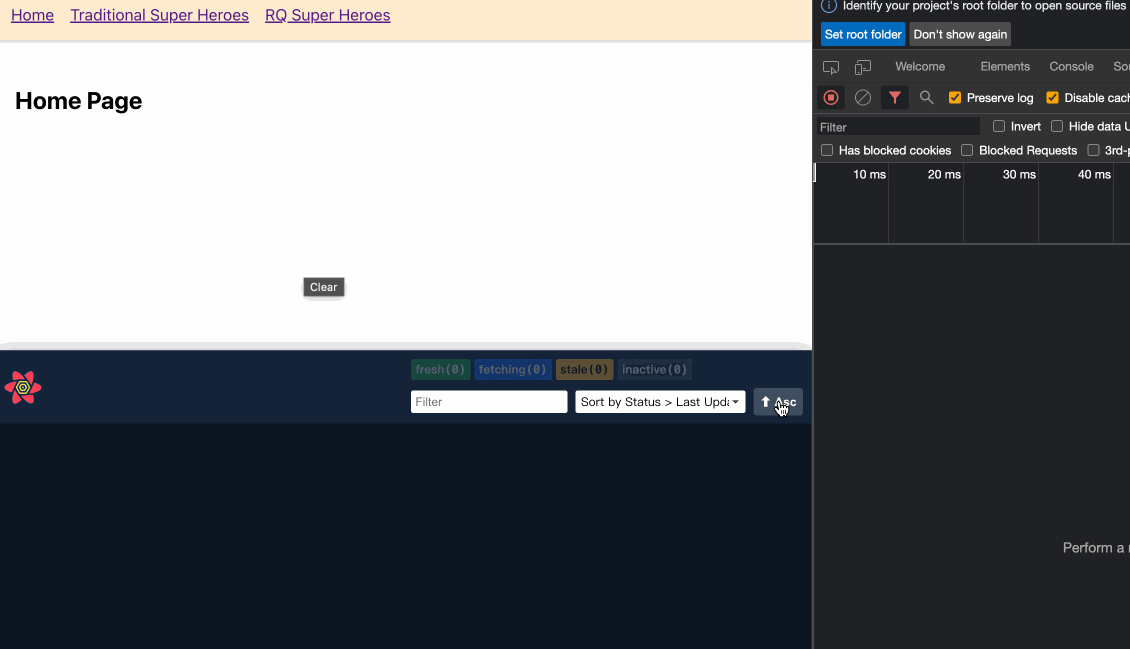 Home Traditional Super Heroes RQ Super Heroes
Home Page
Clear
fresh(0) fetching(0) stale(0) inactive(0)
Filter Sort by Status > Last Upda Asc
Identify your project's root folder to open source files
Set root folder Don't show again
Welcome Elements Console Sou
Preserve log Disable cach
Filter Invert Hide data U
Has blocked cookies Blocked Requests 3rd-p
10 ms 20 ms 30 ms 40 ms
Perform a